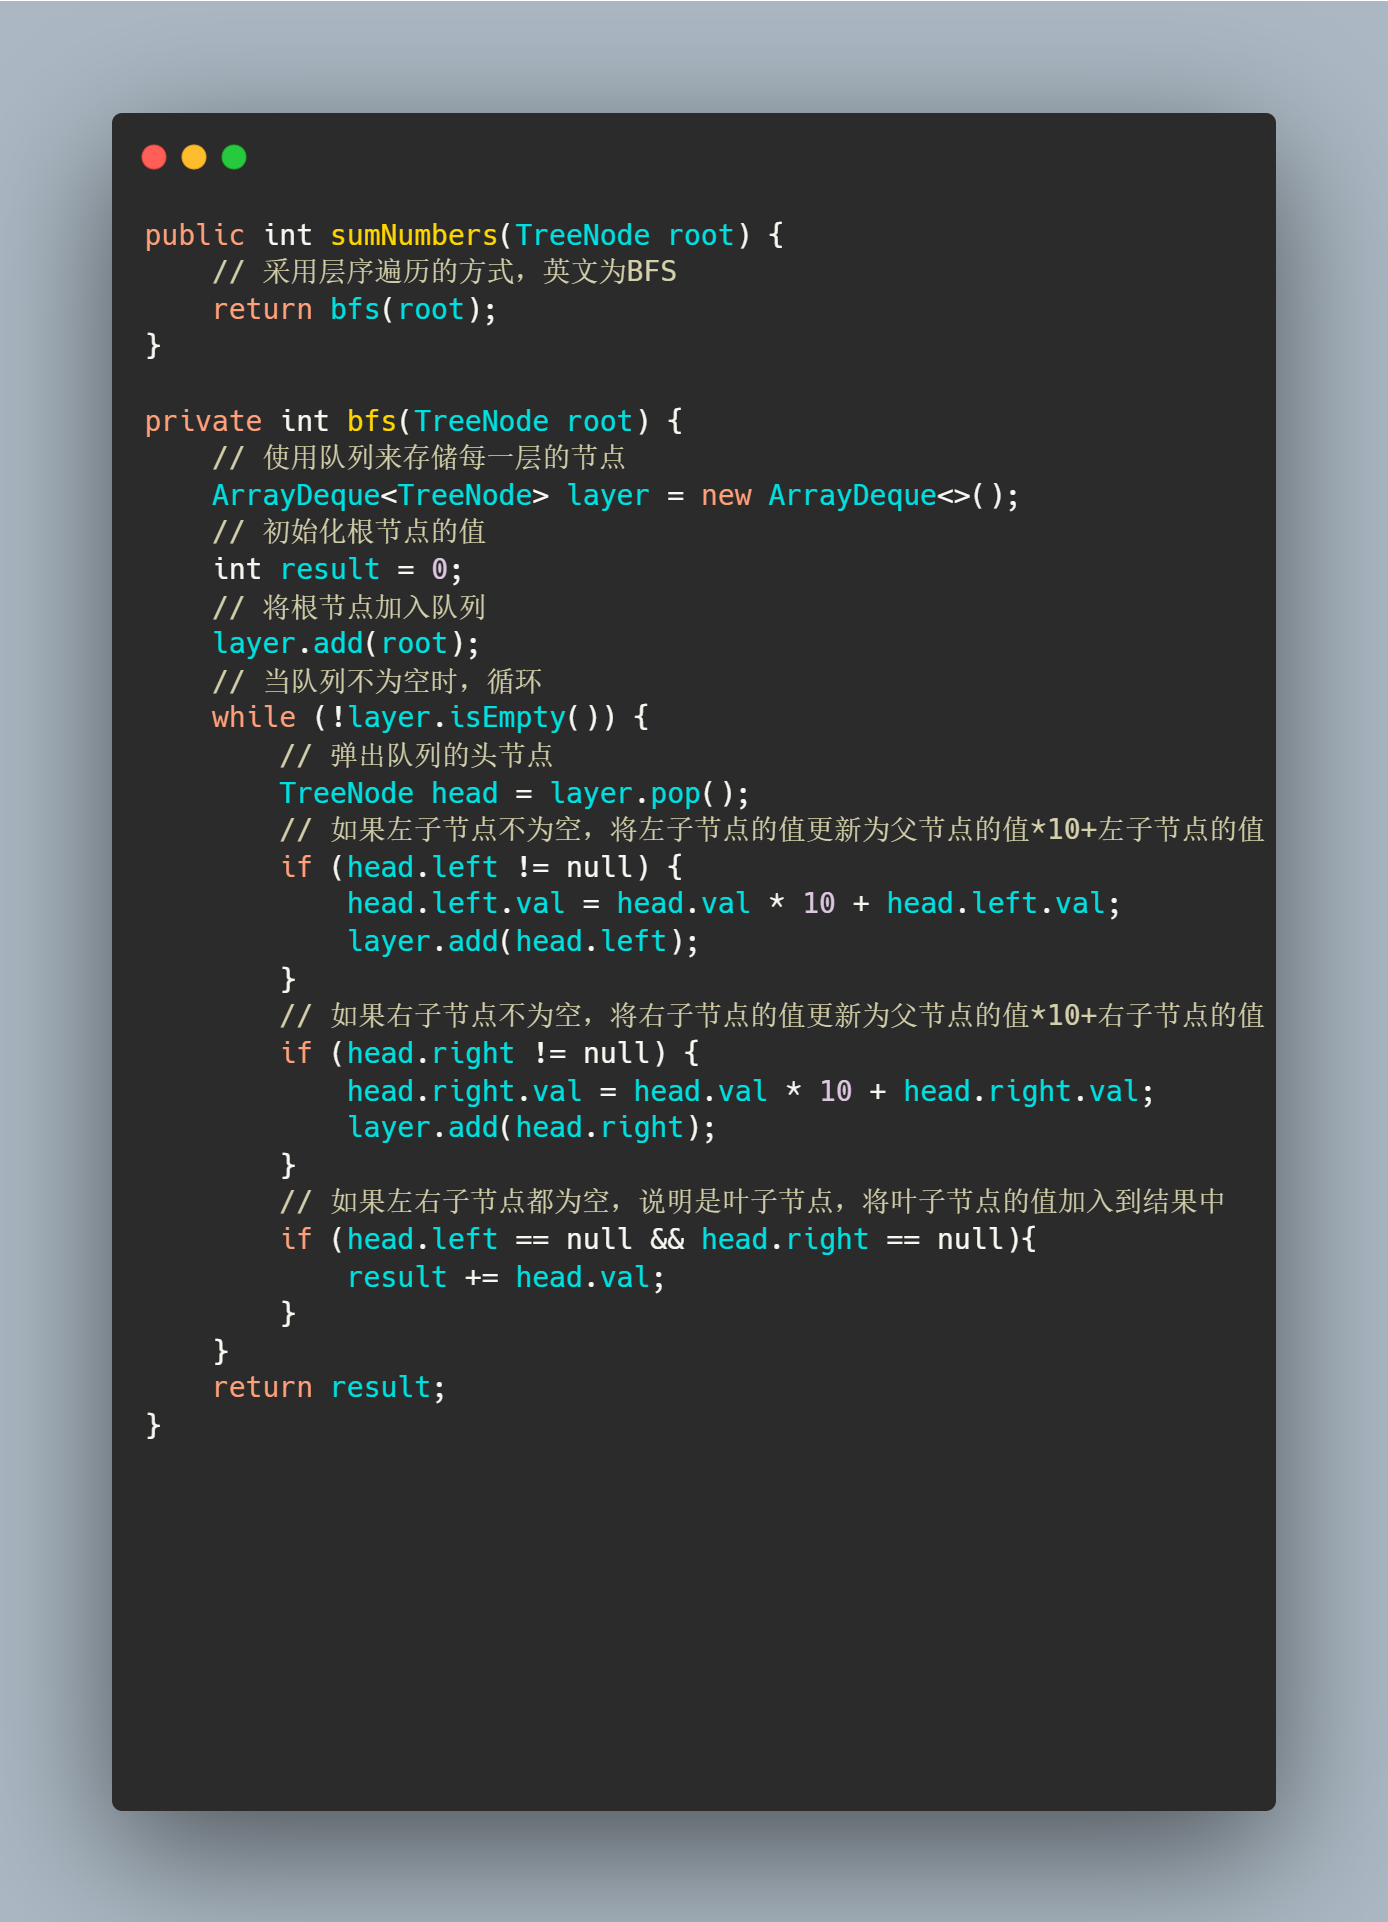 public int sumNumbers(TreeNode root) {
    // 采用层序遍历的方式，英文为BFS
    return bfs(root);
}

private int bfs(TreeNode root) {
    // 使用队列来存储每一层的节点
    ArrayDeque<TreeNode> layer = new ArrayDeque<>();
    // 初始化根节点的值
    int result = 0;
    // 将根节点加入队列
    layer.add(root);
    // 当队列不为空时，循环
    while (!layer.isEmpty()) {
        // 弹出队列的头节点
        TreeNode head = layer.pop();
        // 如果左子节点不为空，将左子节点的值更新为父节点的值*10+左子节点的值
        if (head.left != null) {
            head.left.val = head.val * 10 + head.left.val;
            layer.add(head.left);
        }
        // 如果右子节点不为空，将右子节点的值更新为父节点的值*10+右子节点的值
        if (head.right != null) {
            head.right.val = head.val * 10 + head.right.val;
            layer.add(head.right);
        }
        // 如果左右子节点都为空，说明是叶子节点，将叶子节点的值加入到结果中
        if (head.left == null && head.right == null){
            result += head.val;
        }
    }
    return result;
}